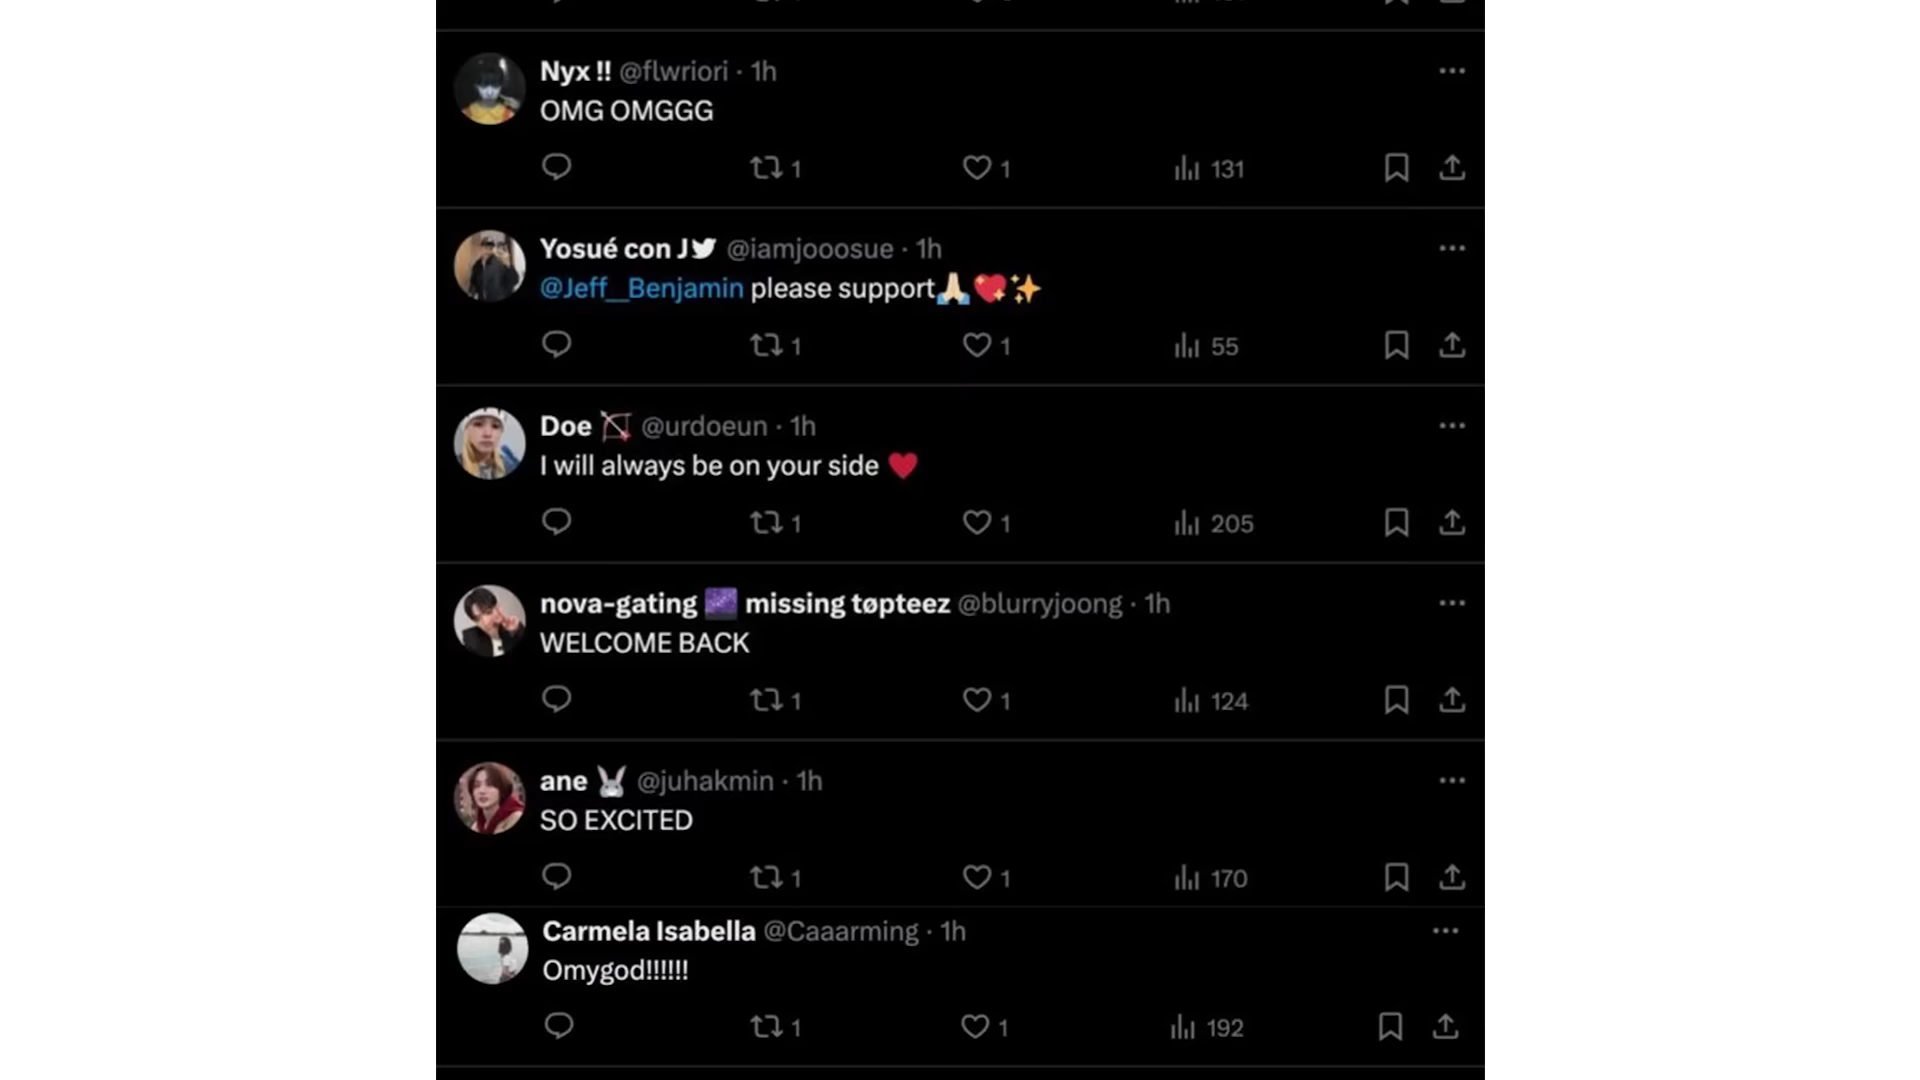 Nyx !! @flwriori · 1h
OMG OMGGG
1 1 131
Yosué con J @iamjooosue · 1h
@Jeff__Benjamin please support🙏🏻💖✨
1 1 55
Doe 🏹 @urdoeun · 1h
I will always be on your side ♥️
1 1 205
nova-gating 🌌 missing tøpteez @blurryjoong · 1h
WELCOME BACK
1 1 124
ane 🐰 @juhakmin · 1h
SO EXCITED
1 1 170
Carmela Isabella @Caaarming · 1h
Omygod!!!!!!
1 1 192